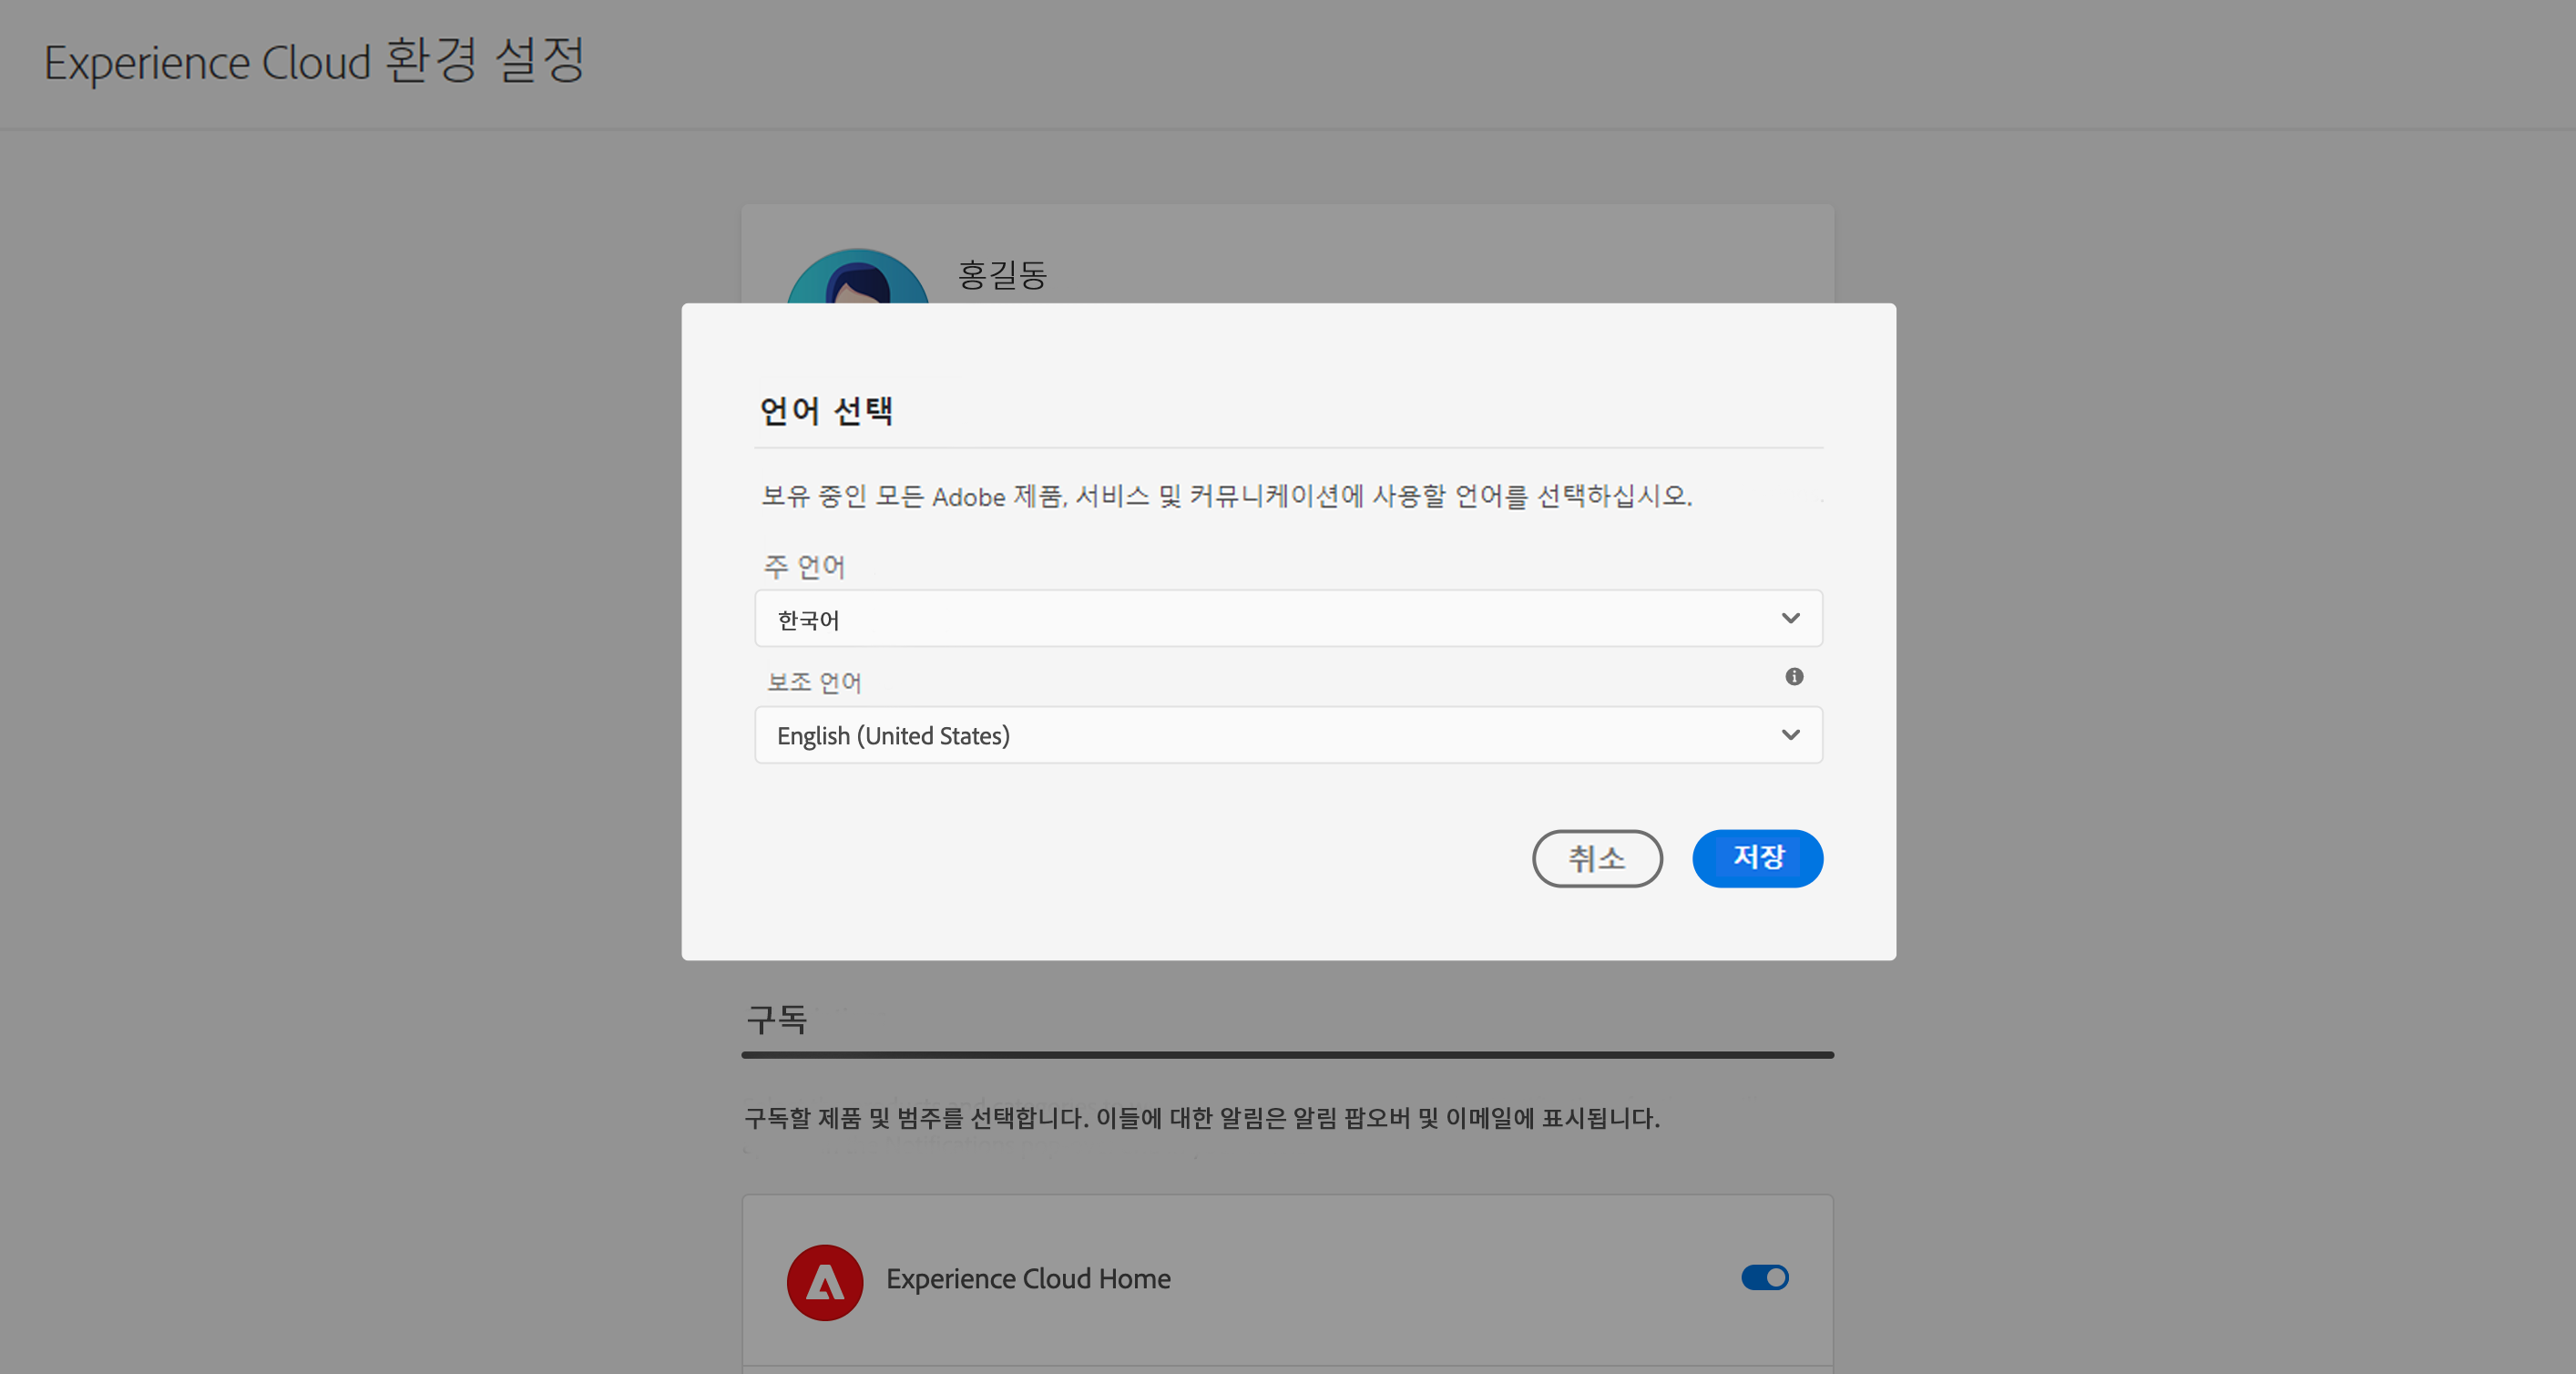 Experience Cloud 환경 설정
홍길동
언어 선택
보유 중인 모든 Adobe 제품, 서비스 및 커뮤니케이션에 사용할 언어를 선택하십시오.
주 언어
한국어
보조 언어
English (United States)
취소
저장
구독
구독할 제품 및 범주를 선택합니다. 이들에 대한 알림은 알림 팝오버 및 이메일에 표시됩니다.
Experience Cloud Home